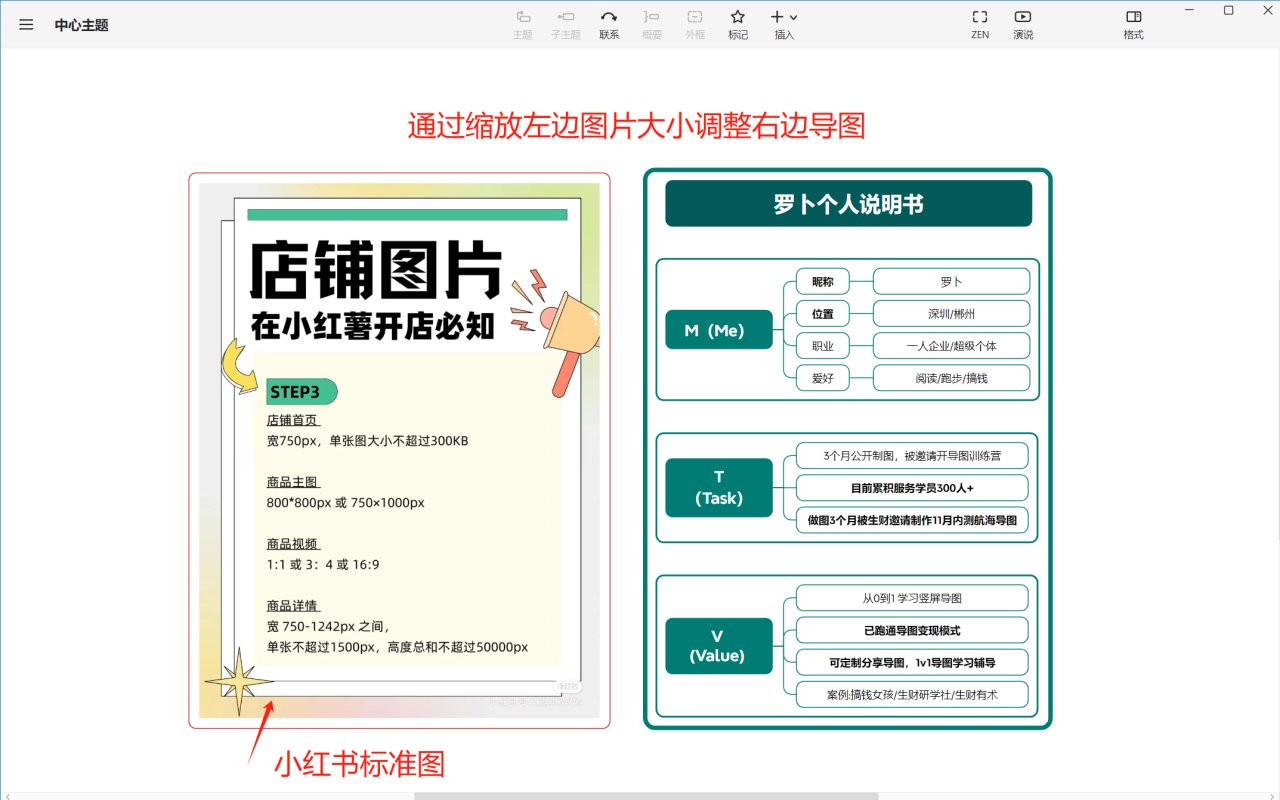 中心主题
主题
子主题
联系
概要
外框
标记
插入
ZEN
演说
格式
通过缩放左边图片大小调整右边导图
店铺图片
在小红薯开店必知
STEP3
店铺首页
宽750px，单张图大小不超过300KB
商品主图
800*800px 或 750×1000px
商品视频
1:1 或 3：4 或 16:9
商品详情
宽 750-1242px 之间，
单张不超过1500px，高度总和不超过50000px
小红书标准图
罗卜个人说明书
M（Me）
昵称
罗卜
位置
深圳/郴州
职业
一人企业/超级个体
爱好
阅读/跑步/搞钱
T
(Task)
3个月公开制图，被邀请开导图训练营
目前累积服务学员300人+
做图3个月被生财邀请制作11月内测航海导图
V
(Value)
从0到1学习竖屏导图
已跑通导图变现模式
可定制分享导图，1v1导图学习辅导
案例:搞钱女孩/生财研学社/生财有术